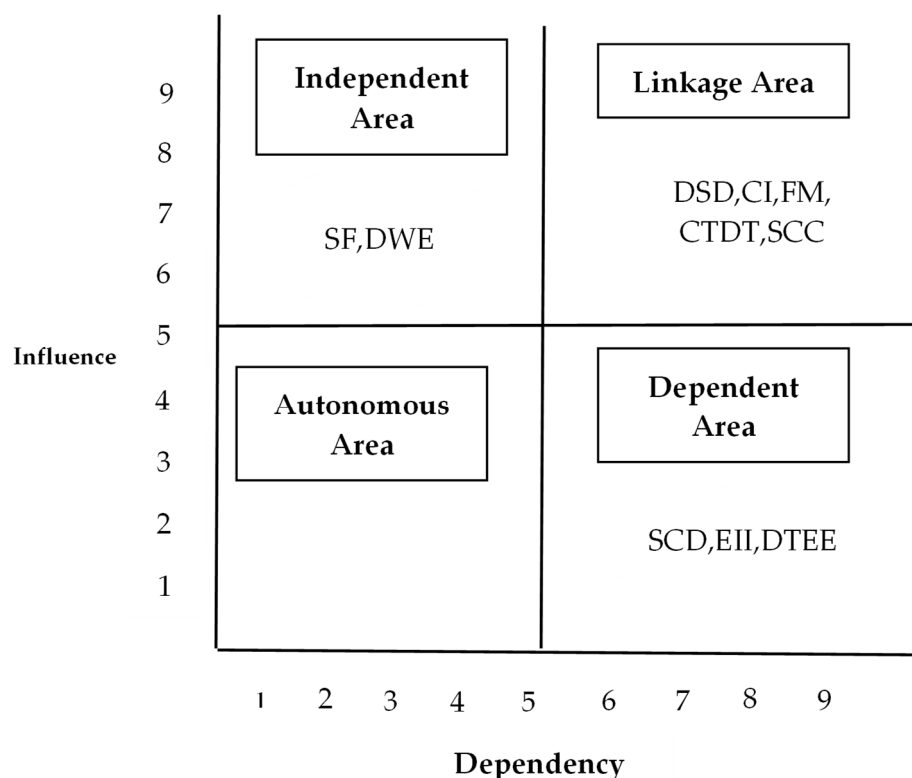 Independent
Area
Linkage Area
9
8
7
6
5
4
3
2
1
DSD,CI,FM,
CTDT,SCC
SF,DWE
Influence
Autonomous
Area
Dependent
Area
SCD,EII,DTEE
1 2 3 4 5 6 7 8 9
Dependency